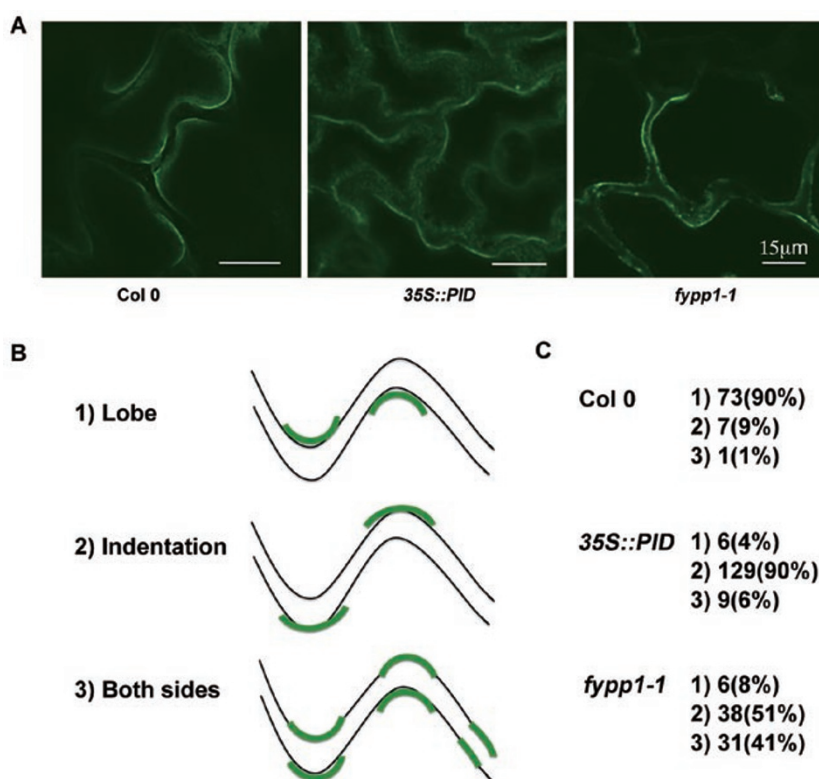 A
15μm
Col 0 35S::PID fypp1-1
B
1) Lobe
2) Indentation
3) Both sides
C
Col 0
1) 73(90%)
2) 7(9%)
3) 1(1%)
35S::PID
1) 6(4%)
2) 129(90%)
3) 9(6%)
fypp1-1
1) 6(8%)
2) 38(51%)
3) 31(41%)